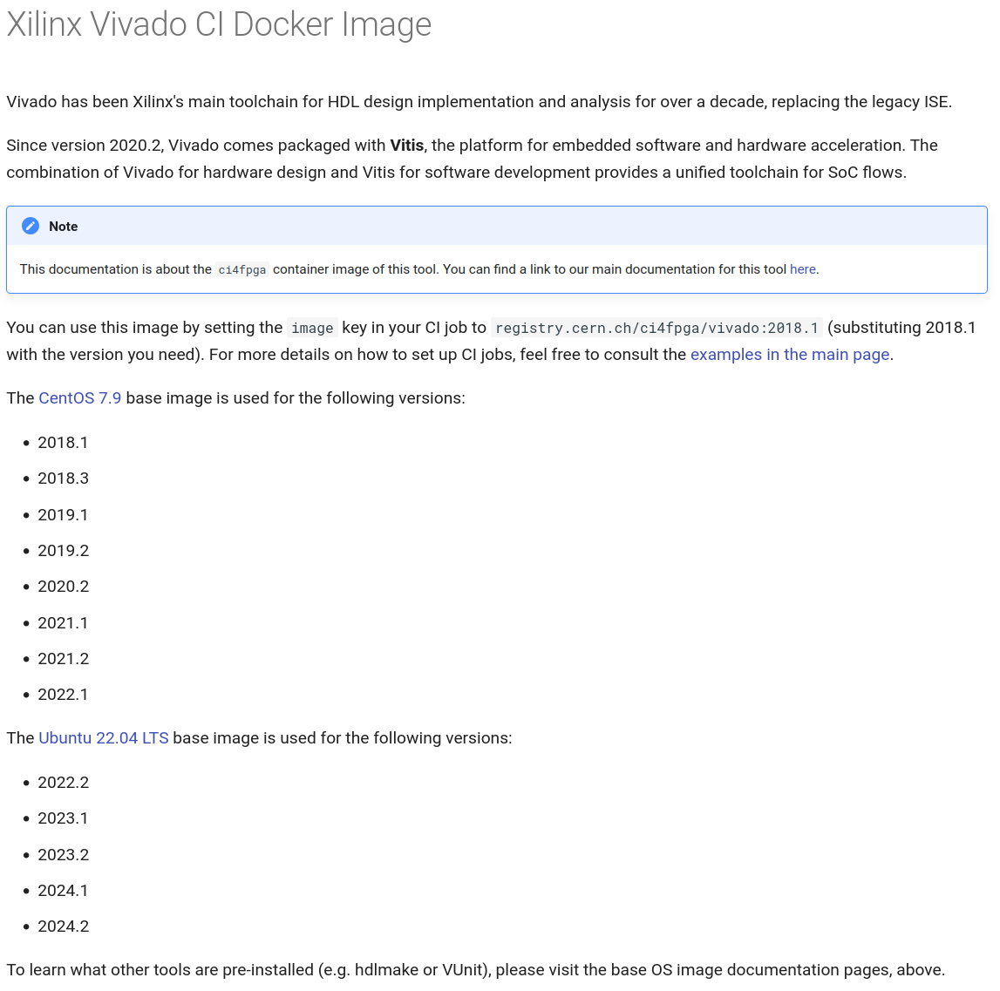 Xilinx Vivado CI Docker Image
Vivado has been Xilinx's main toolchain for HDL design implementation and analysis for over a decade, replacing the legacy ISE.
Since version 2020.2, Vivado comes packaged with Vitis, the platform for embedded software and hardware acceleration. The
combination of Vivado for hardware design and Vitis for software development provides a unified toolchain for SoC flows.
Note
This documentation is about the ci4fpga container image of this tool. You can find a link to our main documentation for this tool here.
You can use this image by setting the image key in your CI job to registry.cern.ch/ci4fpga/vivado:2018.1 (substituting 2018.1
with the version you need). For more details on how to set up CI jobs, feel free to consult the examples in the main page.
The CentOS 7.9 base image is used for the following versions:
• 2018.1
• 2018.3
• 2019.1
• 2019.2
• 2020.2
• 2021.1
• 2021.2
• 2022.1
The Ubuntu 22.04 LTS base image is used for the following versions:
• 2022.2
• 2023.1
• 2023.2
• 2024.1
• 2024.2
To learn what other tools are pre-installed (e.g. hdlmake or VUnit), please visit the base OS image documentation pages, above.